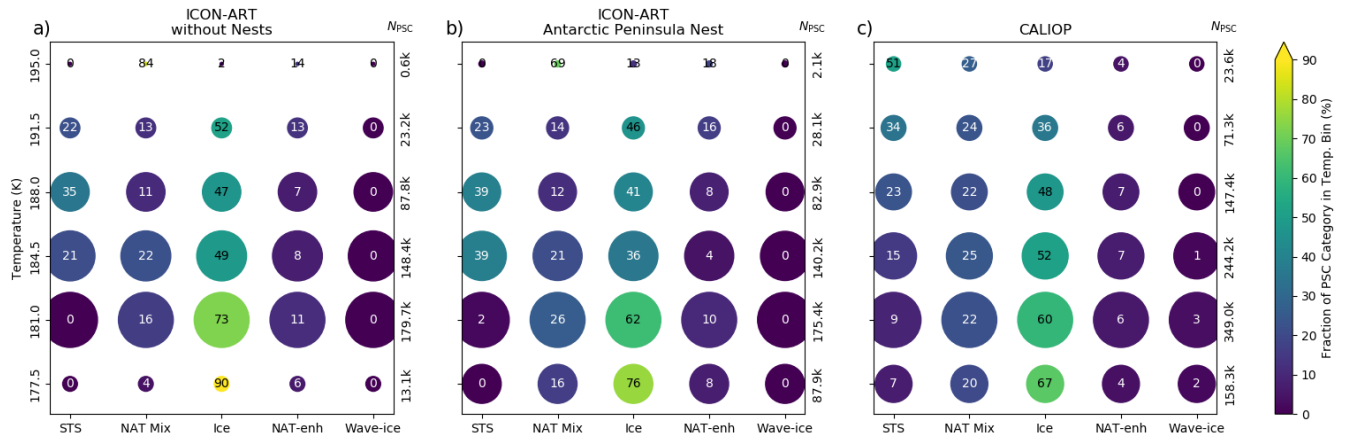 a)
ICON-ART
without Nests
N_PSC
Temperature (K)
195.0
0 84 2 14 0
0.6k
191.5
22 13 52 13 0
23.2k
188.0
35 11 47 7 0
87.8k
184.5
21 22 49 8 0
148.4k
181.0
0 16 73 11 0
179.7k
177.5
0 4 90 6 0
13.1k
STS NAT Mix Ice NAT-enh Wave-ice
b)
ICON-ART
Antarctic Peninsula Nest
N_PSC
0 69 13 18 0
2.1k
23 14 46 16 0
28.1k
39 12 41 8 0
82.9k
39 21 36 4 0
140.2k
2 26 62 10 0
175.4k
0 16 76 8 0
87.9k
STS NAT Mix Ice NAT-enh Wave-ice
c)
CALIOP
N_PSC
51 27 17 4 0
23.6k
34 24 36 6 0
71.3k
23 22 48 7 0
147.4k
15 25 52 7 1
244.2k
9 22 60 6 3
349.0k
7 20 67 4 2
158.3k
STS NAT Mix Ice NAT-enh Wave-ice
90
80
70
60
50
40
30
20
10
0
Fraction of PSC Category in Temp. Bin (%)